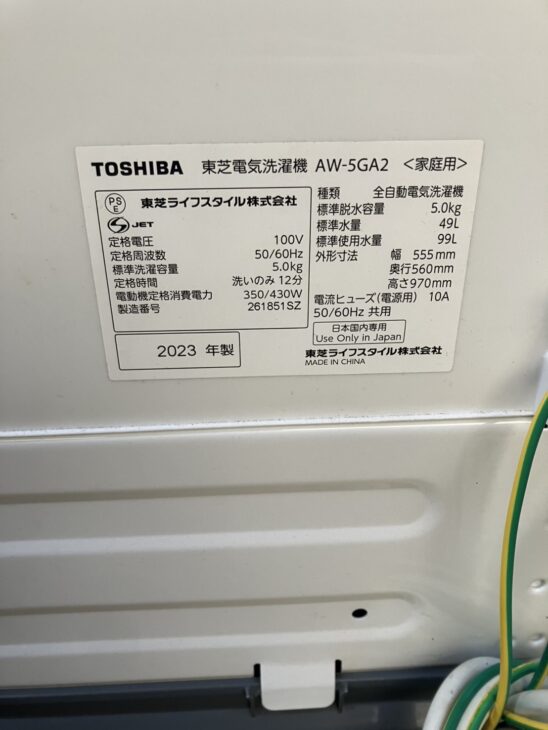 TOSHIBA 東芝電気洗濯機 AW-5GA2 <家庭用>
PS
E
東芝ライフスタイル株式会社
S JET
定格電圧 100V
定格周波数 50/60Hz
標準洗濯容量 5.0kg
定格時間 洗いのみ 12分
電動機定格消費電力 350/430W
製造番号 261851SZ
2023 年製
種類 全自動電気洗濯機
標準脱水容量 5.0kg
標準水量 49L
標準使用水量 99L
外形寸法 幅 555mm
奥行560mm
高さ970mm
電流ヒューズ(電源用) 10A
50/60Hz 共用
日本国内専用
Use Only in Japan
東芝ライフスタイル株式会社
MADE IN CHINA